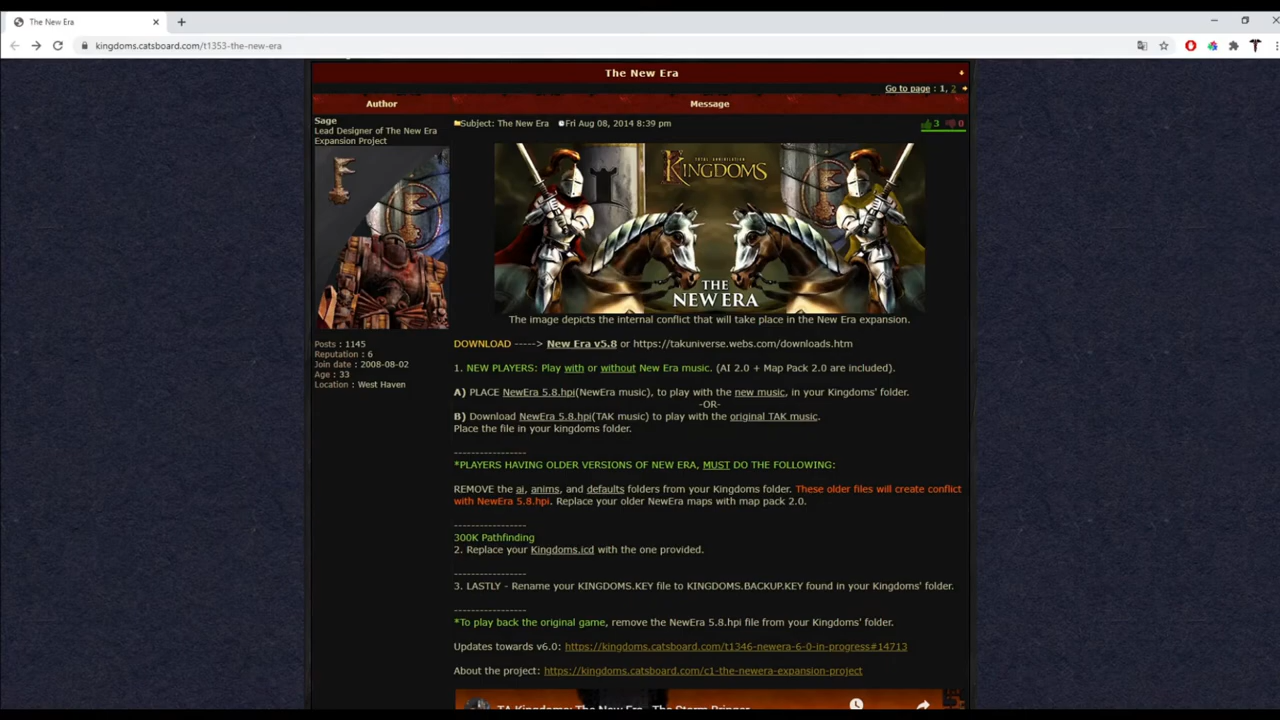 The New Era
kingdoms.catsboard.com/t1353-the-new-era
The New Era
Go to page : 1, 2
Author
Message
Sage
Lead Designer of The New Era
Expansion Project
Subject: The New Era Fri Aug 08, 2014 8:39 pm
3 0
TOTAL ANNIHILATION
KINGDOMS
THE
NEW ERA
The image depicts the internal conflict that will take place in the New Era expansion.
Posts : 1145
Reputation : 6
Join date : 2008-08-02
Age : 33
Location : West Haven
DOWNLOAD -----> New Era v5.8 or https://takuniverse.webs.com/downloads.htm
1. NEW PLAYERS: Play with or without New Era music. (AI 2.0 + Map Pack 2.0 are included).
A) PLACE NewEra 5.8.hpi(NewEra music), to play with the new music, in your Kingdoms' folder.
-OR-
B) Download NewEra 5.8.hpi(TAK music) to play with the original TAK music.
Place the file in your kingdoms folder.
----------------
*PLAYERS HAVING OLDER VERSIONS OF NEW ERA, MUST DO THE FOLLOWING:
REMOVE the ai, anims, and defaults folders from your Kingdoms folder. These older files will create conflict
with NewEra 5.8.hpi. Replace your older NewEra maps with map pack 2.0.
----------------
300K Pathfinding
2. Replace your Kingdoms.icd with the one provided.
----------------
3. LASTLY - Rename your KINGDOMS.KEY file to KINGDOMS.BACKUP.KEY found in your Kingdoms' folder.
----------------
*To play back the original game, remove the NewEra 5.8.hpi file from your Kingdoms' folder.
Updates towards v6.0: https://kingdoms.catsboard.com/t1346-newera-6-0-in-progress#14713
About the project: https://kingdoms.catsboard.com/c1-the-newera-expansion-project
TA Kingdoms: The New Era - The Storm Bringer